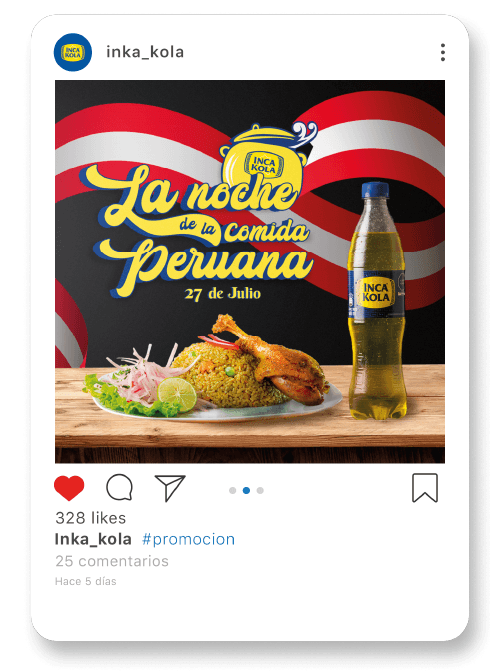 INCA
KOLA
inka_kola
INCA
KOLA
La noche
de la Comida
Peruana
27 de Julio
INCA
KOLA
328 likes
Inka_kola #promocion
25 comentarios
Hace 5 días